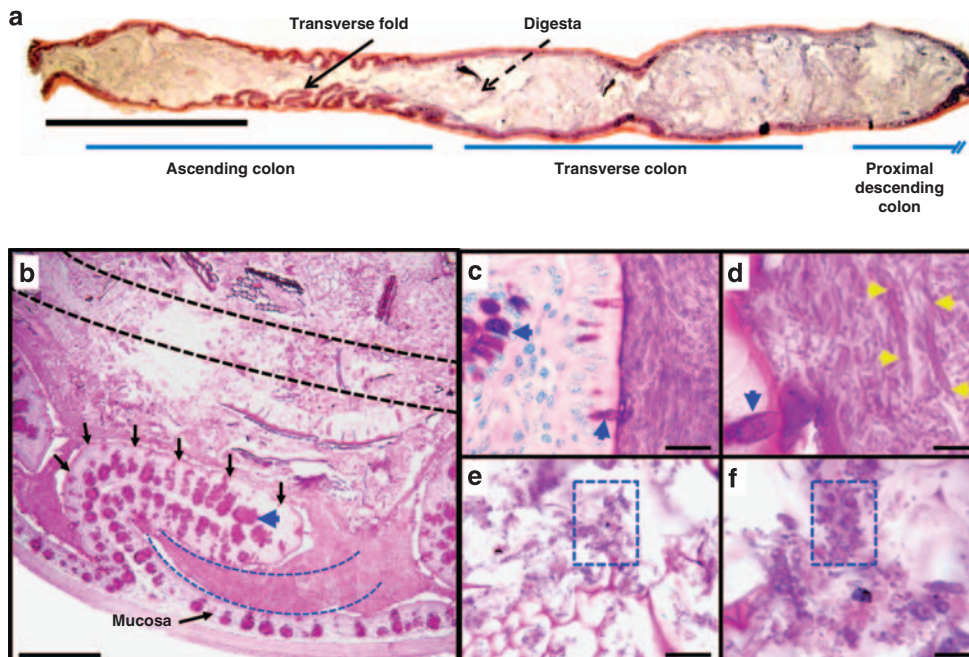 a
Transverse fold
Digesta
Ascending colon
Transverse colon
Proximal
descending
colon
b
c
d
Mucosa
e
f